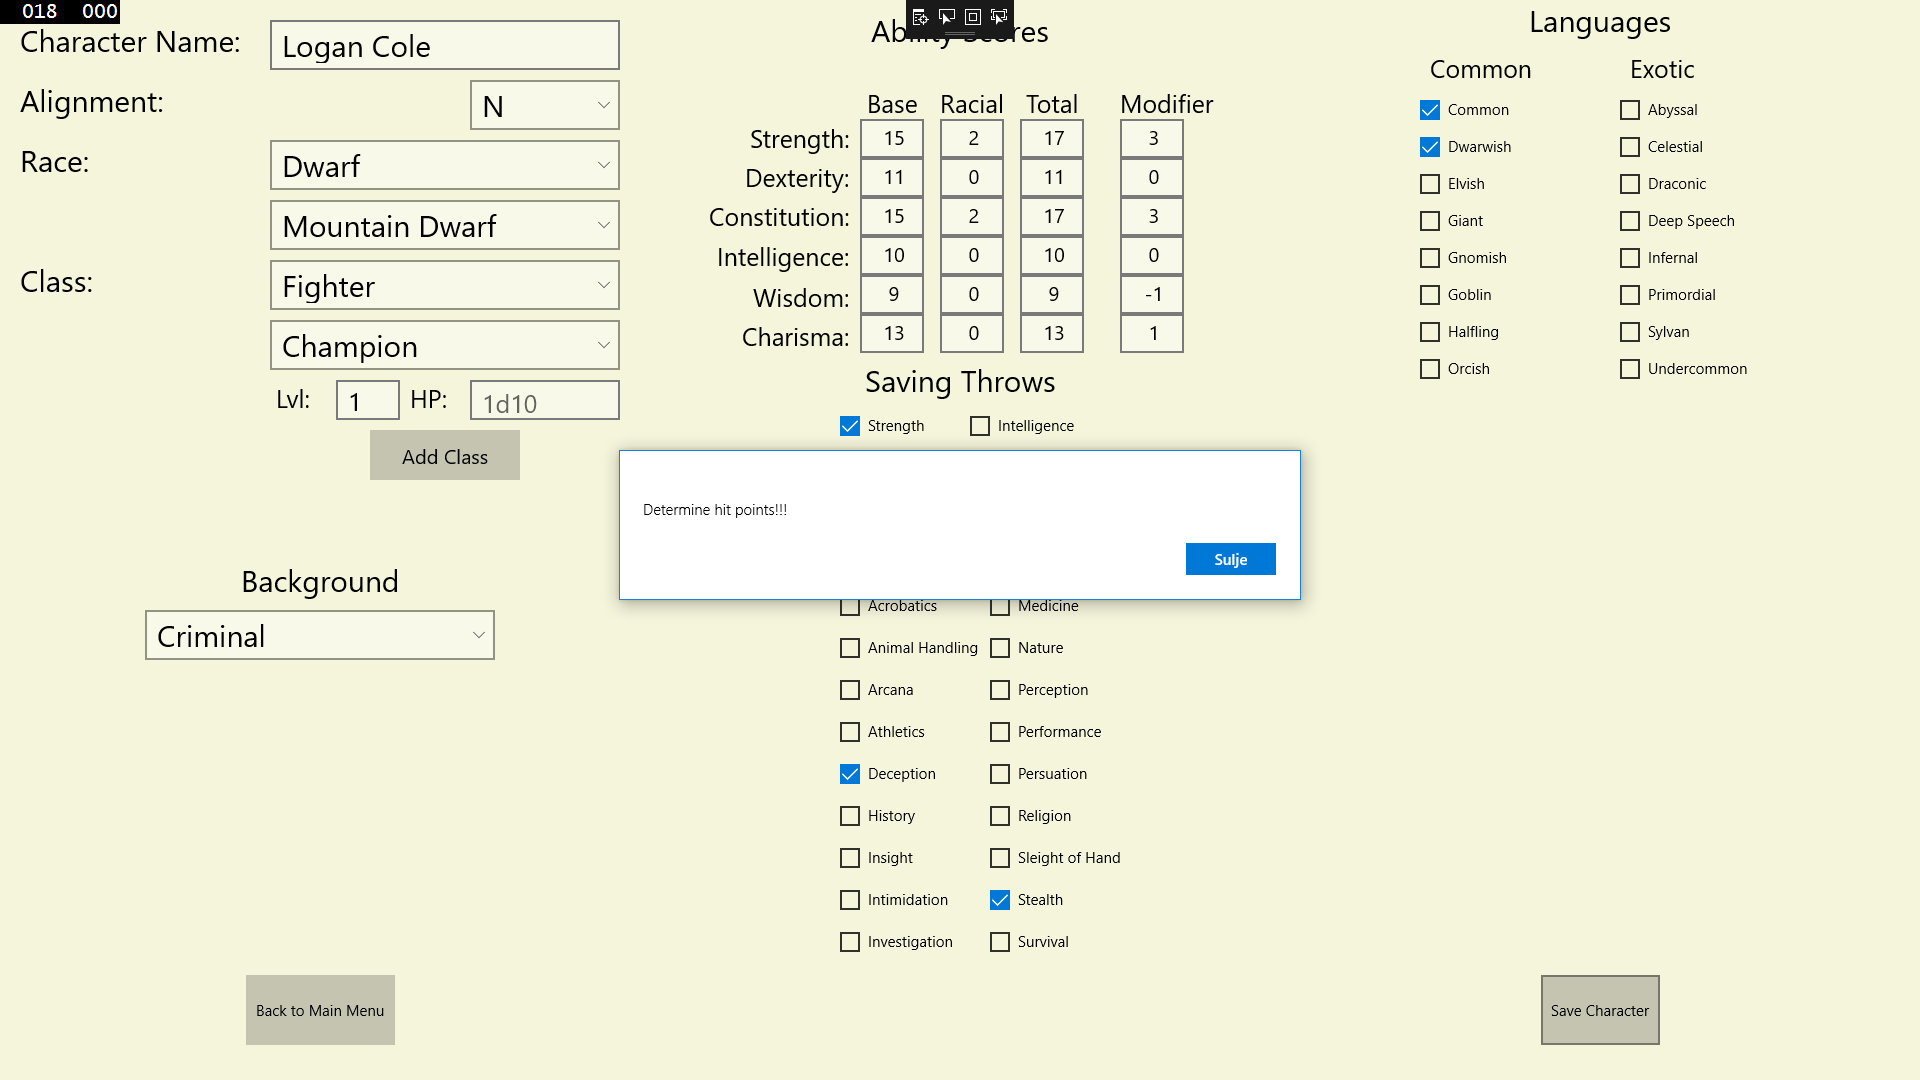 018 000
Character Name: Logan Cole
Alignment: N
Race: Dwarf
Mountain Dwarf
Class: Fighter
Champion
Lvl: 1 HP: 1d10
Add Class
Background
Criminal
Back to Main Menu
Ability Scores
Base Racial Total Modifier
Strength: 15 2 17 3
Dexterity: 11 0 11 0
Constitution: 15 2 17 3
Intelligence: 10 0 10 0
Wisdom: 9 0 9 -1
Charisma: 13 0 13 1
Saving Throws
Strength Intelligence
Determine hit points!!!
Sulje
Acrobatics Medicine
Animal Handling Nature
Arcana Perception
Athletics Performance
Deception Persuation
History Religion
Insight Sleight of Hand
Intimidation Stealth
Investigation Survival
Languages
Common Exotic
Common Abyssal
Dwarwish Celestial
Elvish Draconic
Giant Deep Speech
Gnomish Infernal
Goblin Primordial
Halfling Sylvan
Orcish Undercommon
Save Character